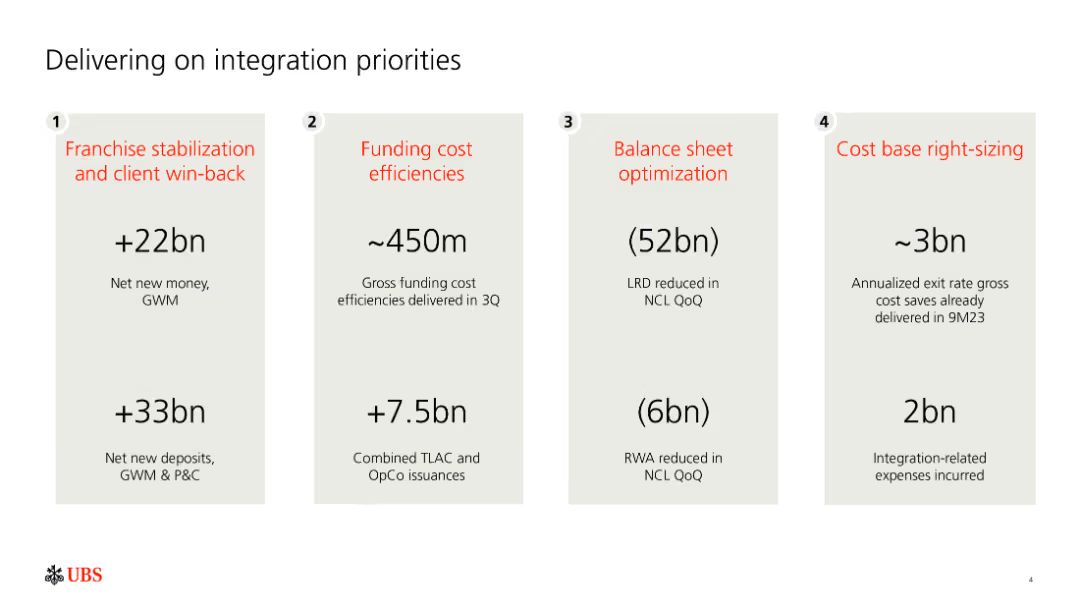 Delivering on integration priorities
1
Franchise stabilization
and client win-back
+22bn
Net new money,
GWM
+33bn
Net new deposits,
GWM & P&C
2
Funding cost
efficiencies
~450m
Gross funding cost
efficiencies delivered in 3Q
+7.5bn
Combined TLAC and
OpCo issuances
3
Balance sheet
optimization
(52bn)
LRD reduced in
NCL QoQ
(6bn)
RWA reduced in
NCL QoQ
4
Cost base right-sizing
~3bn
Annualized exit rate gross
cost saves already
delivered in 9M23
2bn
Integration-related
expenses incurred
UBS
4